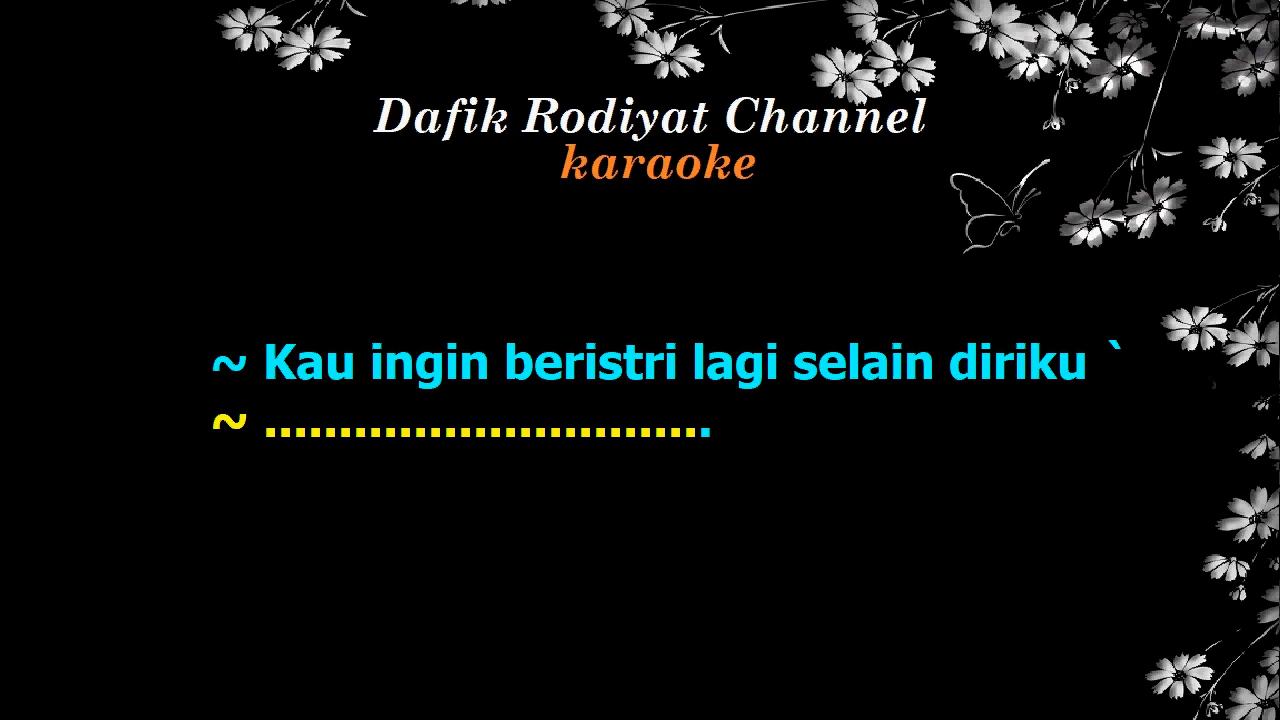 Dafik Rodiyat Channel
karaoke
~ Kau ingin beristri lagi selain diriku `
~ ..............................